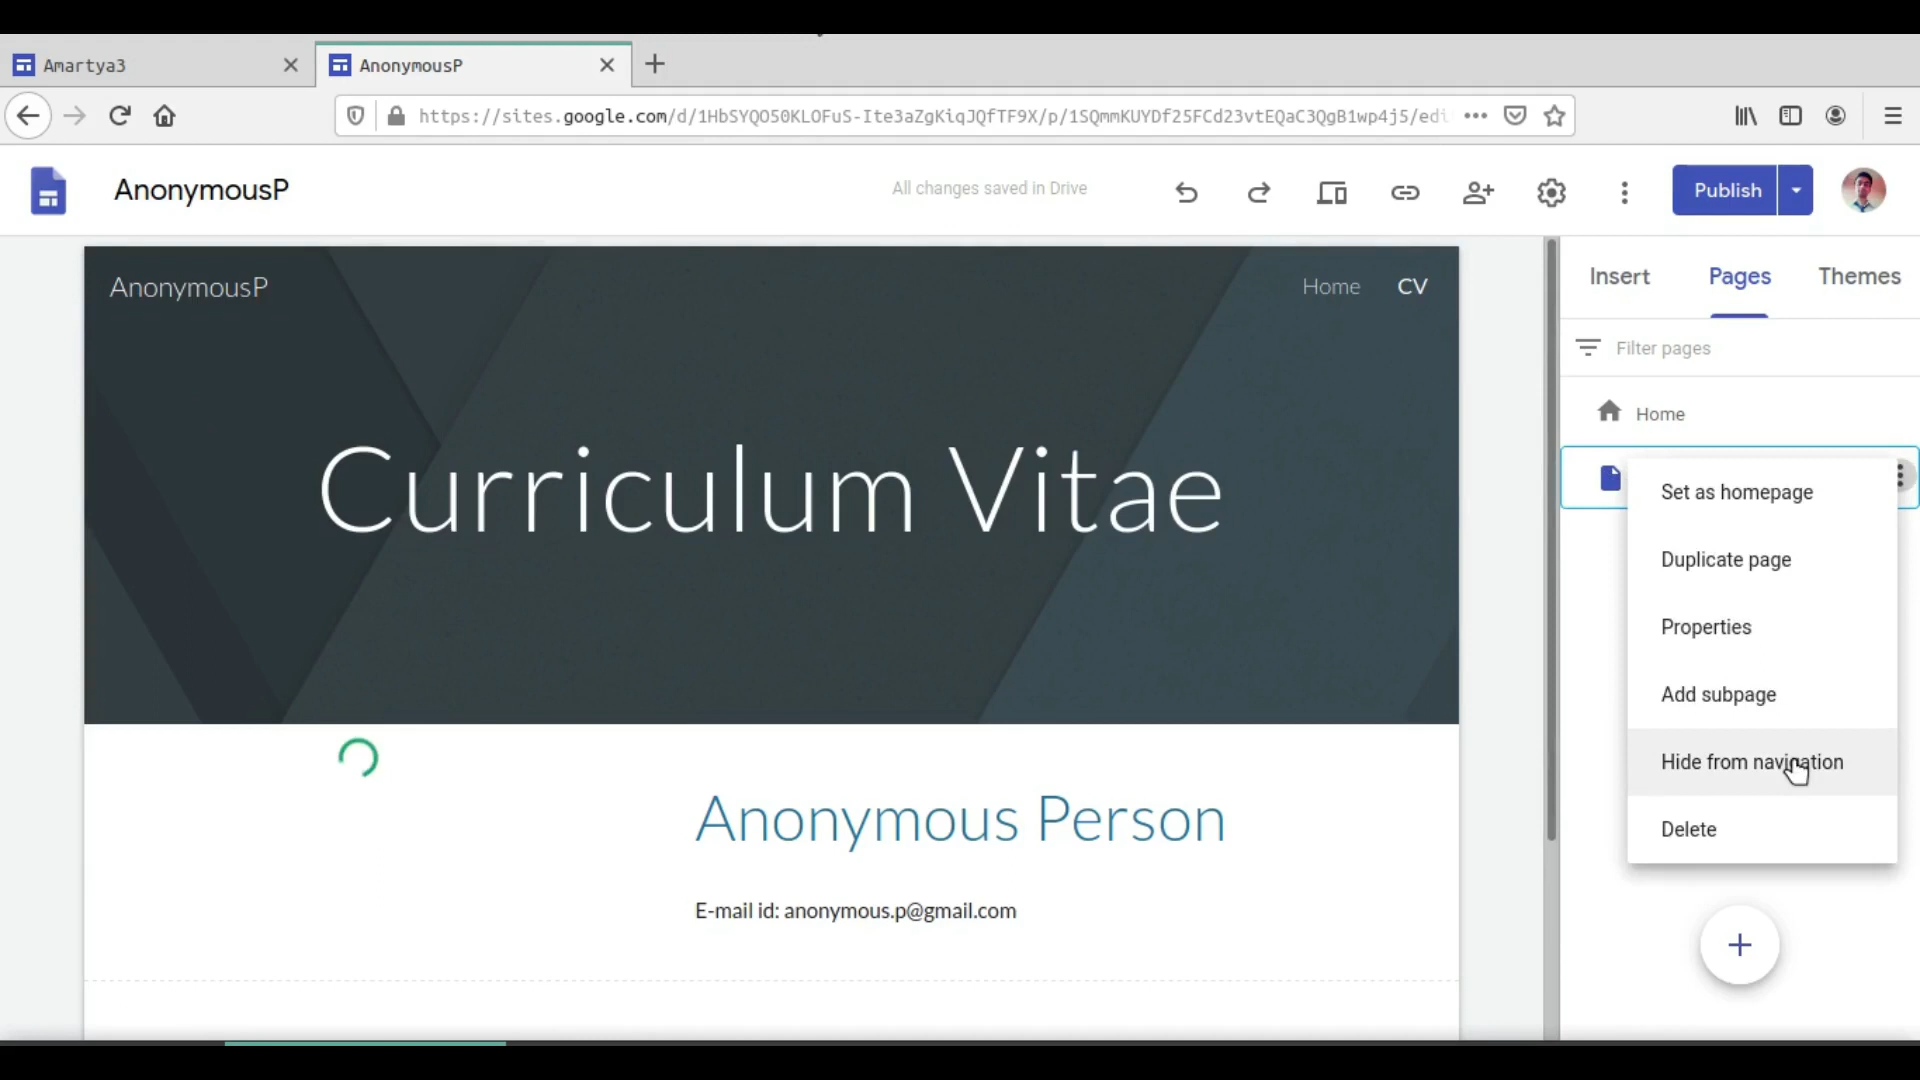 Amartya3
AnonymousP
https://sites.google.com/d/1HbSYQO50KLOFuS-Ite3aZgKiqJQfTF9X/p/1SQmmKUYDf25FCd23vtEQaC3QgB1wp4j5/edi
AnonymousP
All changes saved in Drive
Publish
AnonymousP
Home CV
Insert Pages Themes
Filter pages
Home
Curriculum Vitae
Set as homepage
Duplicate page
Properties
Add subpage
Hide from navigation
Delete
Anonymous Person
E-mail id: anonymous.p@gmail.com